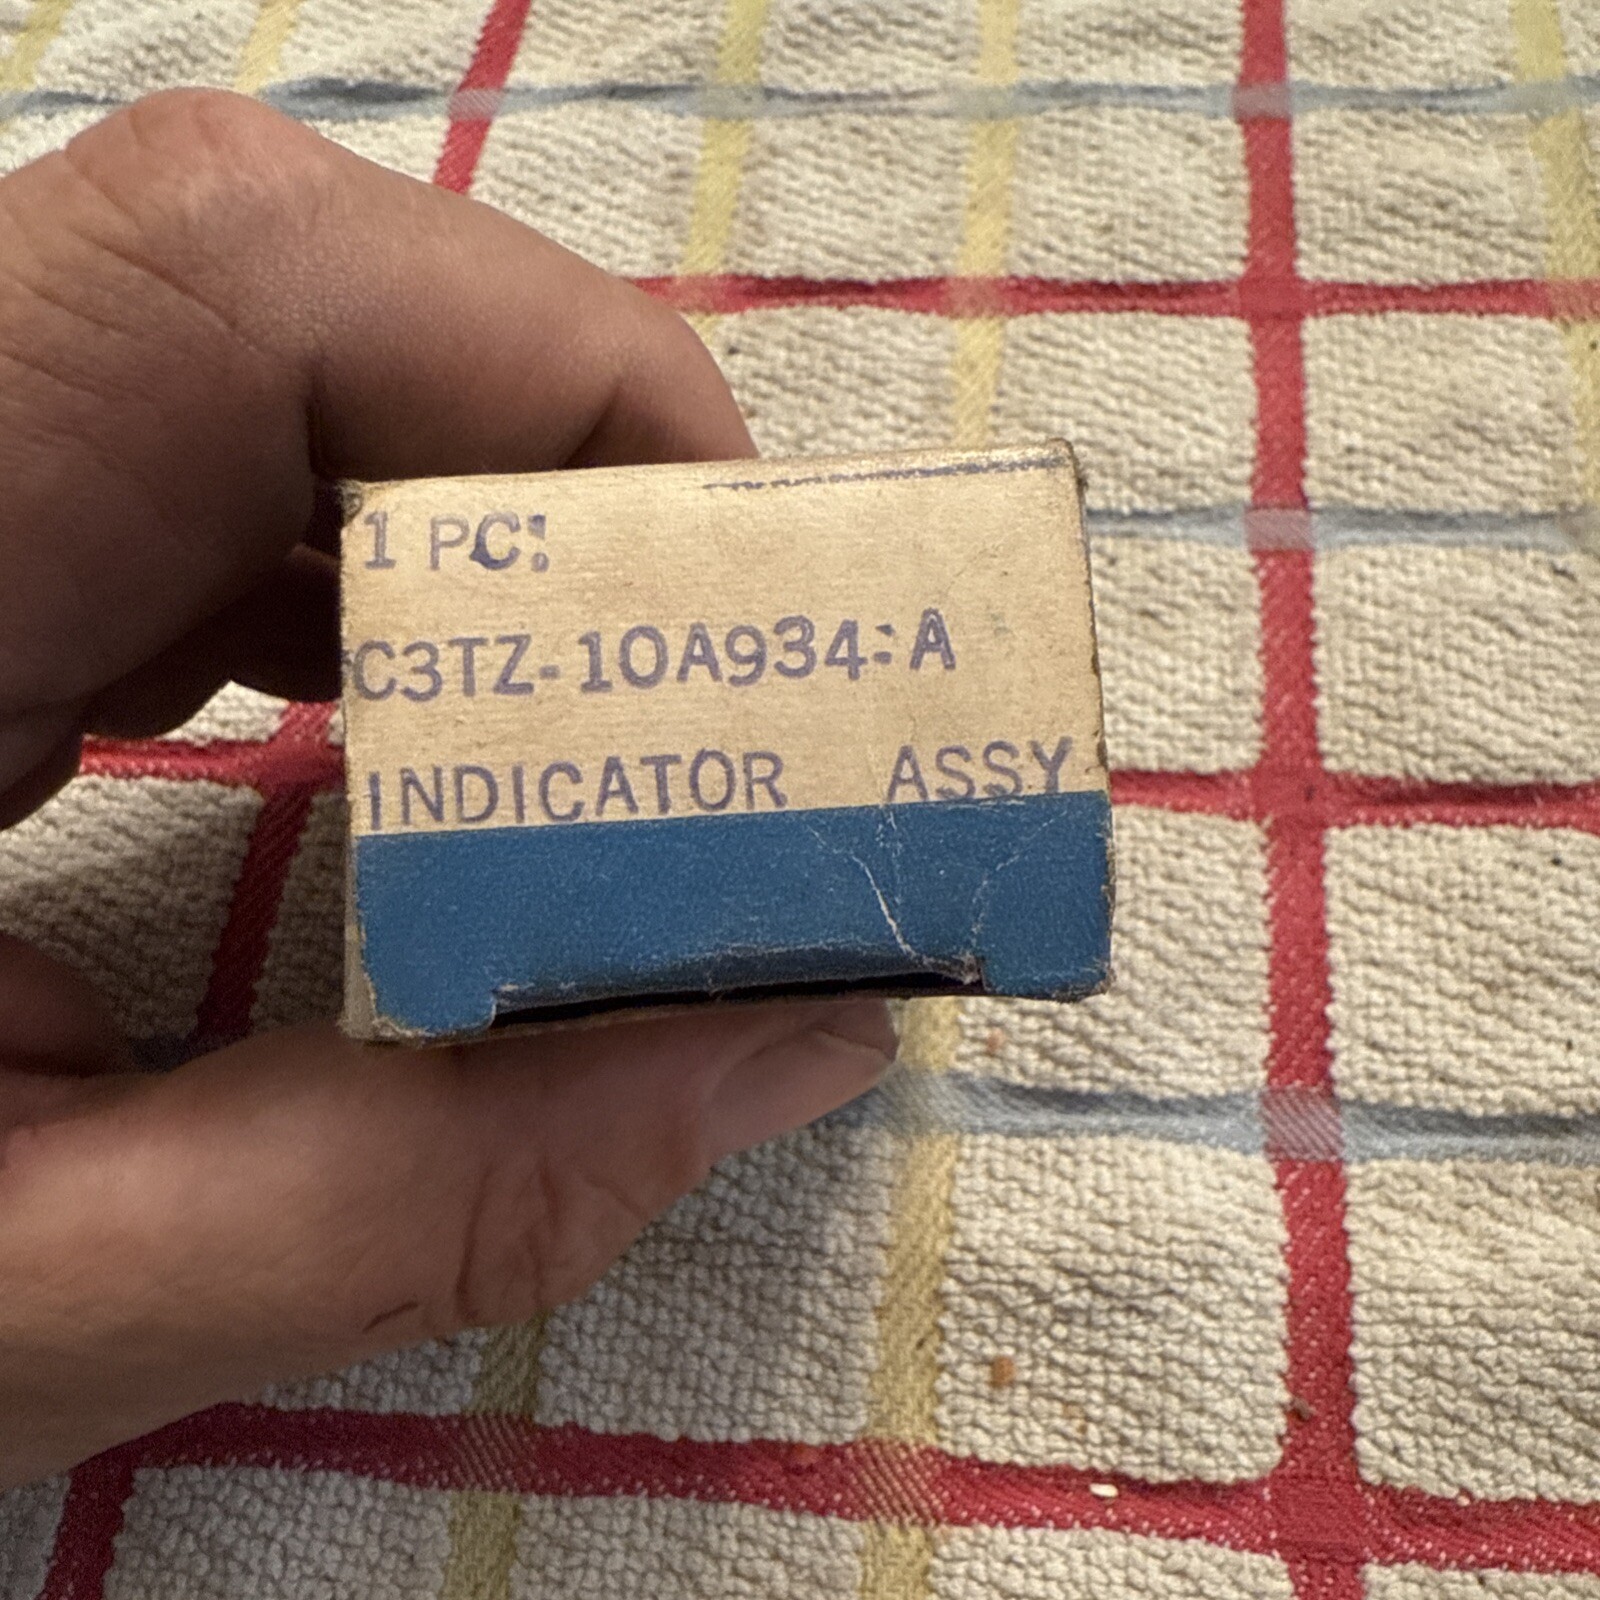 1 PC:
C3TZ-10A934-A
INDICATOR ASSY